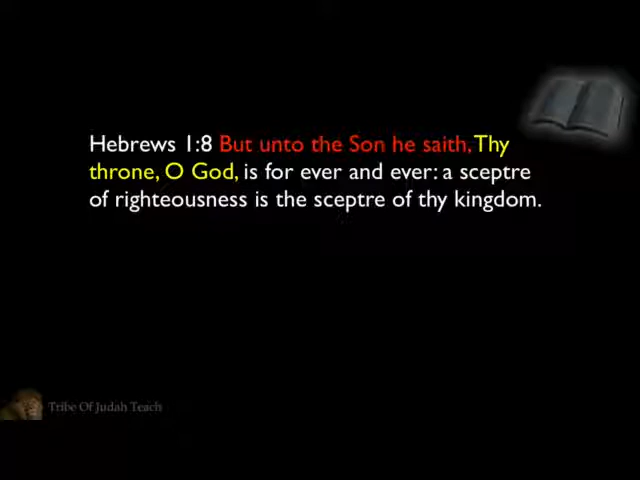 Hebrews 1:8 But unto the Son he saith, Thy
throne, O God, is for ever and ever: a sceptre
of righteousness is the sceptre of thy kingdom.
Tribe Of Judah Teach